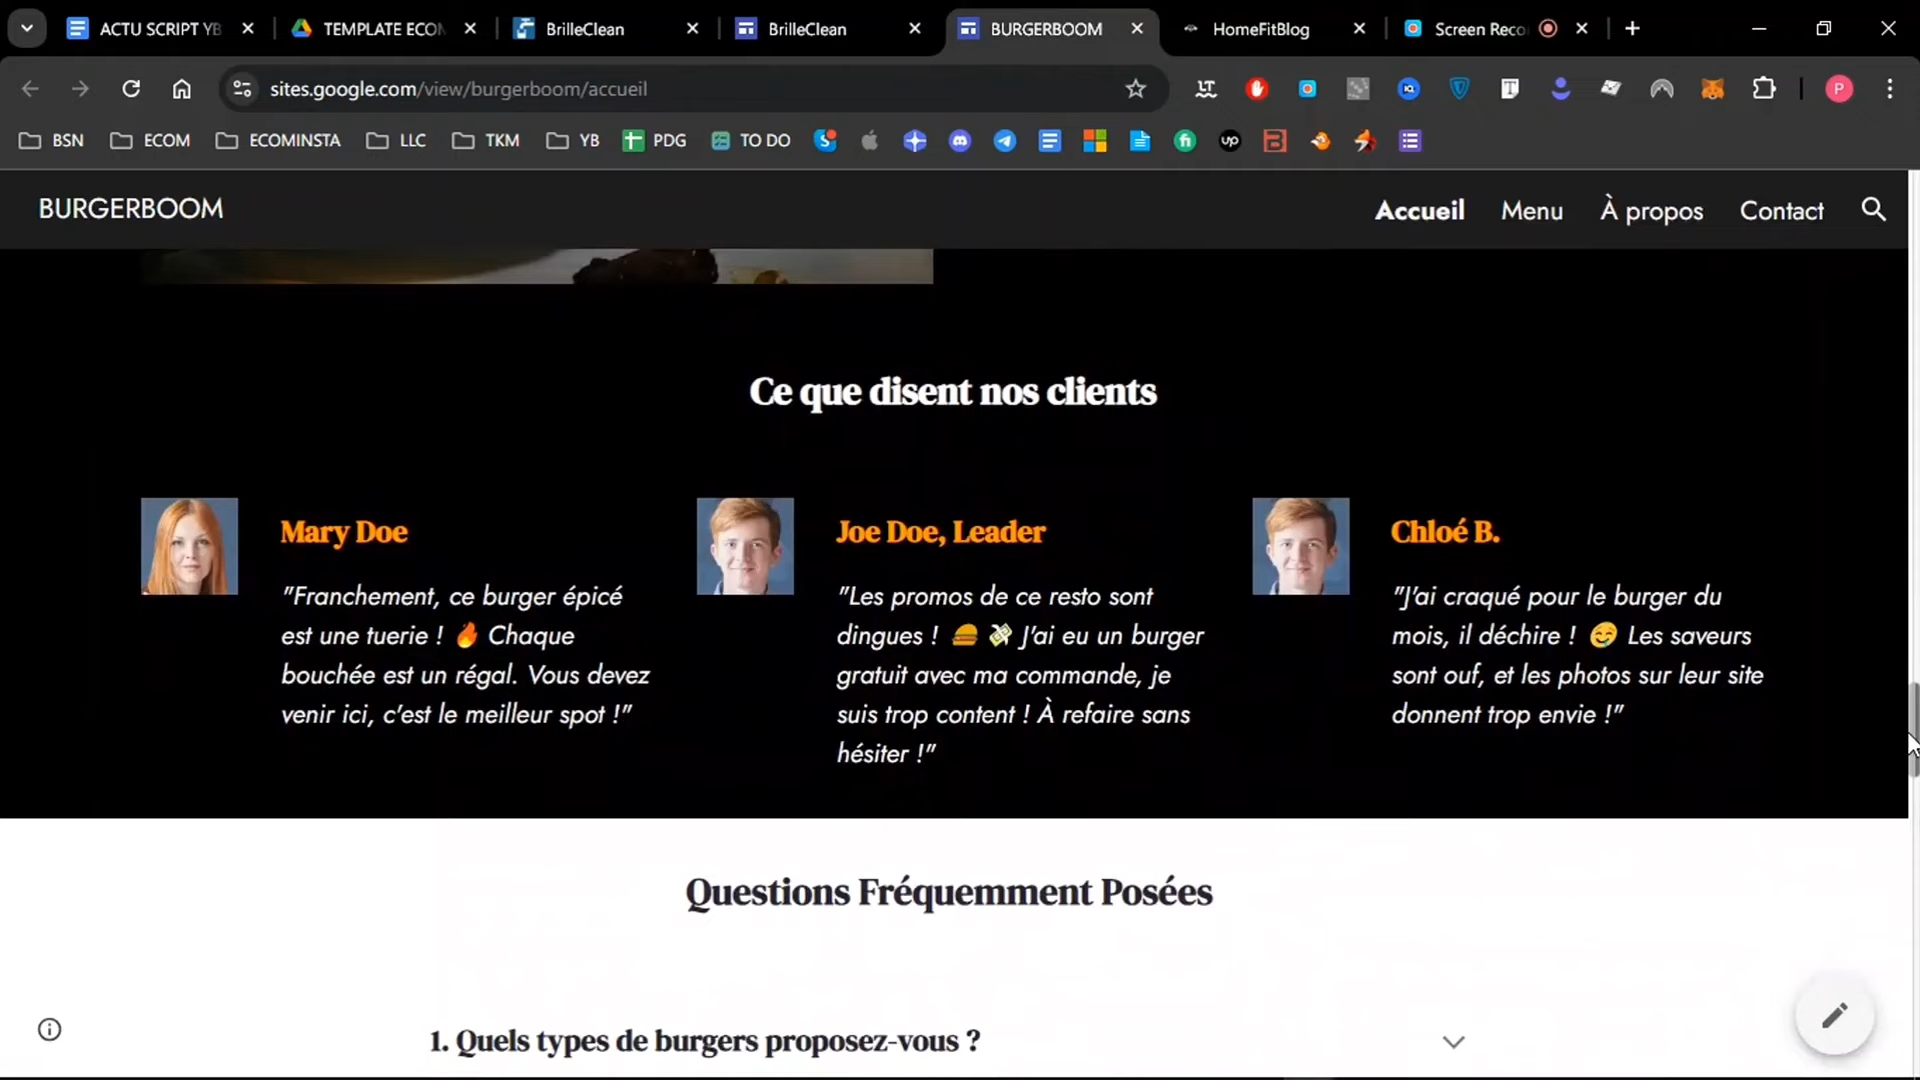 ACTU SCRIPT YB
TEMPLATE ECOM
BrilleClean
BrilleClean
BURGERBOOM
HomeFitBlog
Screen Reco
sites.google.com/view/burgerboom/accueil
BSN
ECOM
ECOMINSTA
LLC
TKM
YB
PDG
TO DO
BURGERBOOM
Accueil
Menu
À propos
Contact
Ce que disent nos clients
Mary Doe
"Franchement, ce burger épicé
est une tuerie ! 🔥 Chaque
bouchée est un régal. Vous devez
venir ici, c'est le meilleur spot !"
Joe Doe, Leader
"Les promos de ce resto sont
dingues ! 🍔 💸 J'ai eu un burger
gratuit avec ma commande, je
suis trop content ! À refaire sans
hésiter !"
Chloé B.
"J'ai craqué pour le burger du
mois, il déchire ! 🤤 Les saveurs
sont ouf, et les photos sur leur site
donnent trop envie !"
Questions Fréquemment Posées
1. Quels types de burgers proposez-vous ?